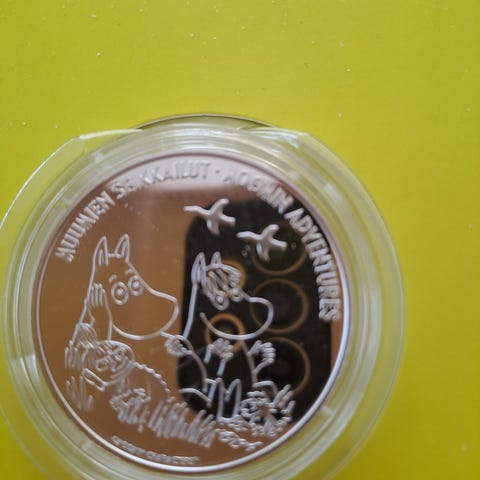 MUUMIEN SEIKKAILUT · MOOMIN ADVENTURES